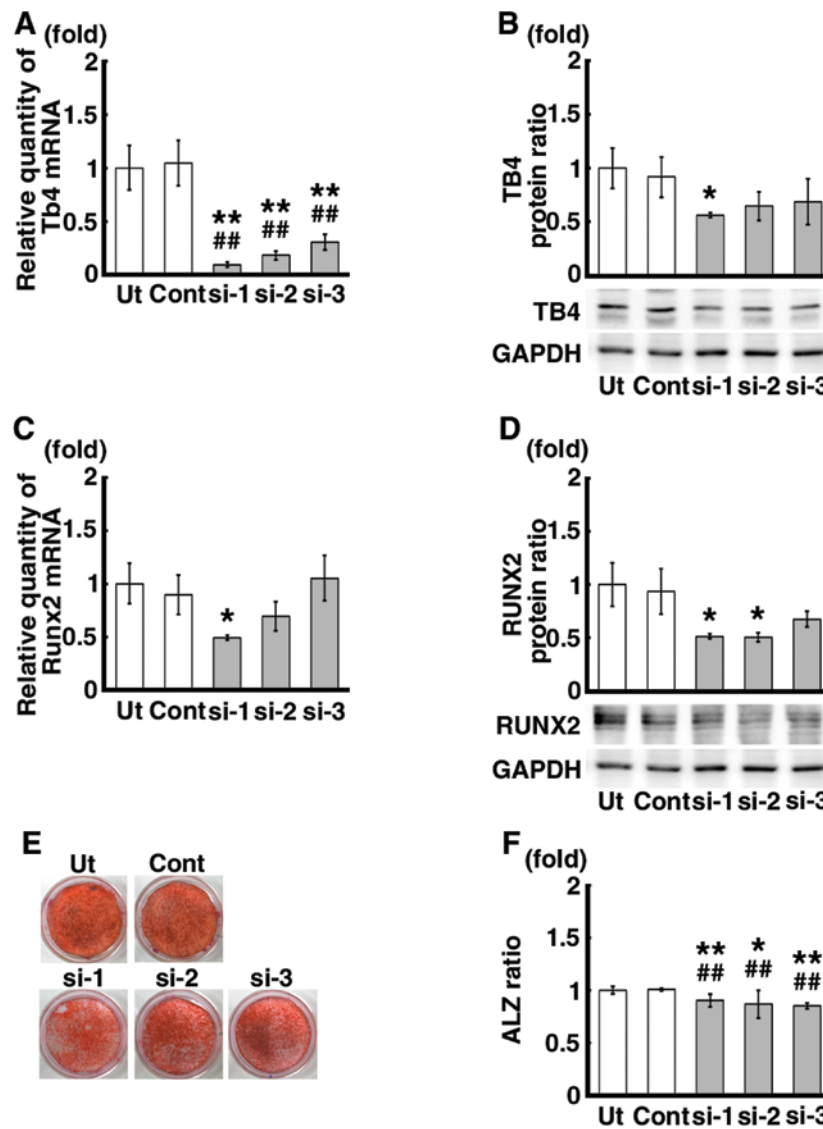 A (fold)
Relative quantity of
Tb4 mRNA
2
1.5
1
0.5
0
** ** **
## ## ##
Ut Cont si-1 si-2 si-3
B (fold)
TB4
protein ratio
2
1.5
1
0.5
0
*
TB4
GAPDH
Ut Cont si-1 si-2 si-3
C (fold)
Relative quantity of
Runx2 mRNA
2
1.5
1
0.5
0
*
Ut Cont si-1 si-2 si-3
D (fold)
RUNX2
protein ratio
2
1.5
1
0.5
0
* *
RUNX2
GAPDH
Ut Cont si-1 si-2 si-3
E
Ut Cont
si-1 si-2 si-3
F (fold)
ALZ ratio
2
1.5
1
0.5
0
** * **
## ## ##
Ut Cont si-1 si-2 si-3